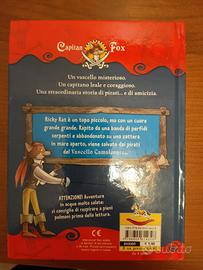 Capitan Fox
Un vascello misterioso.
Un capitano leale e coraggioso.
Una straordinaria storia di pirati... e di amicizia.
Ricky Rat è un topo piccolo, ma con un cuore
grande grande. Rapito da una banda di perfidi
serpenti e abbandonato su una zattera
in mare aperto, viene salvato dai pirati
del Vascello Camaleonte...
ATTENZIONE! Avventura
in acque molto salate:
si consiglia di respirare a pieni
polmoni prima della lettura.
subito